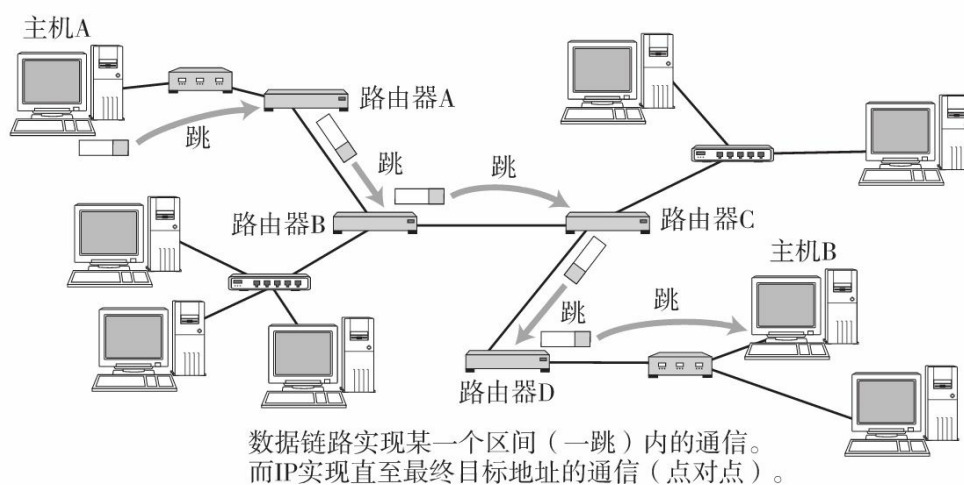 主机A
路由器A
跳
跳
跳
跳
路由器B
路由器C
主机B
跳
跳
路由器D
数据链路实现某一个区间（一跳）内的通信。
而IP实现直至最终目标地址的通信（点对点）。